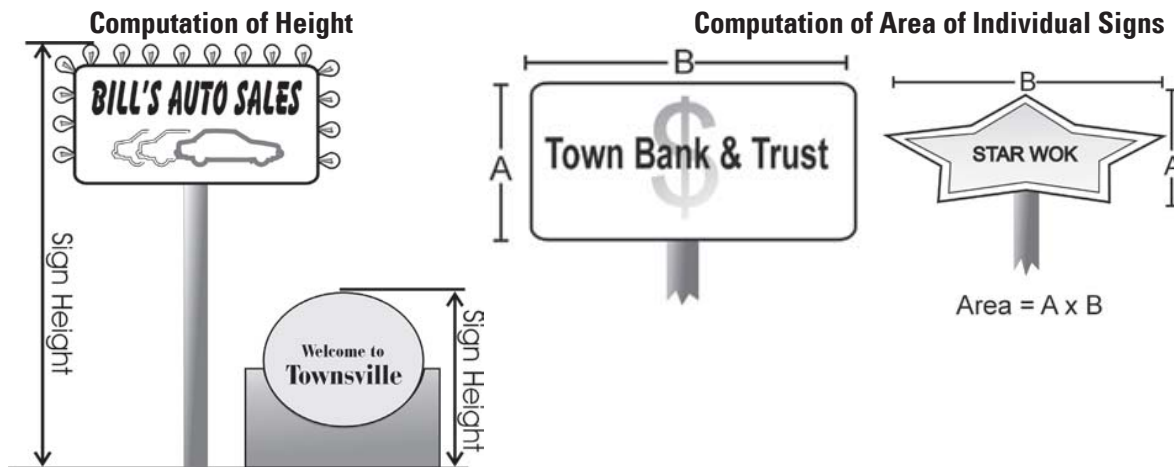 Computation of Height
Computation of Area of Individual Signs
BILL'S AUTO SALES
Sign Height
Welcome to
Townsville
Sign Height
B
A
Town Bank & Trust
$
B
A
STAR WOK
Area = A x B